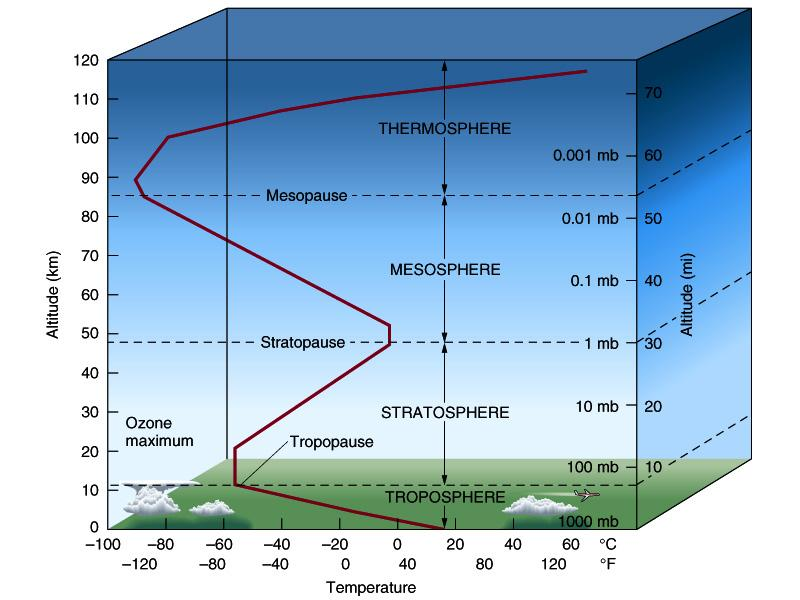 120
110
100
90
80
70
60
50
40
30
20
10
0
Altitude (km)
THERMOSPHERE
Mesopause
MESOSPHERE
Stratopause
STRATOSPHERE
Ozone
maximum
Tropopause
TROPOSPHERE
0.001 mb
0.01 mb
0.1 mb
1 mb
10 mb
100 mb
1000 mb
70
60
50
40
30
20
10
Altitude (mi)
–100 –80 –60 –40 –20 0 20 40 60 °C
–120 –80 –40 0 40 80 120 °F
Temperature